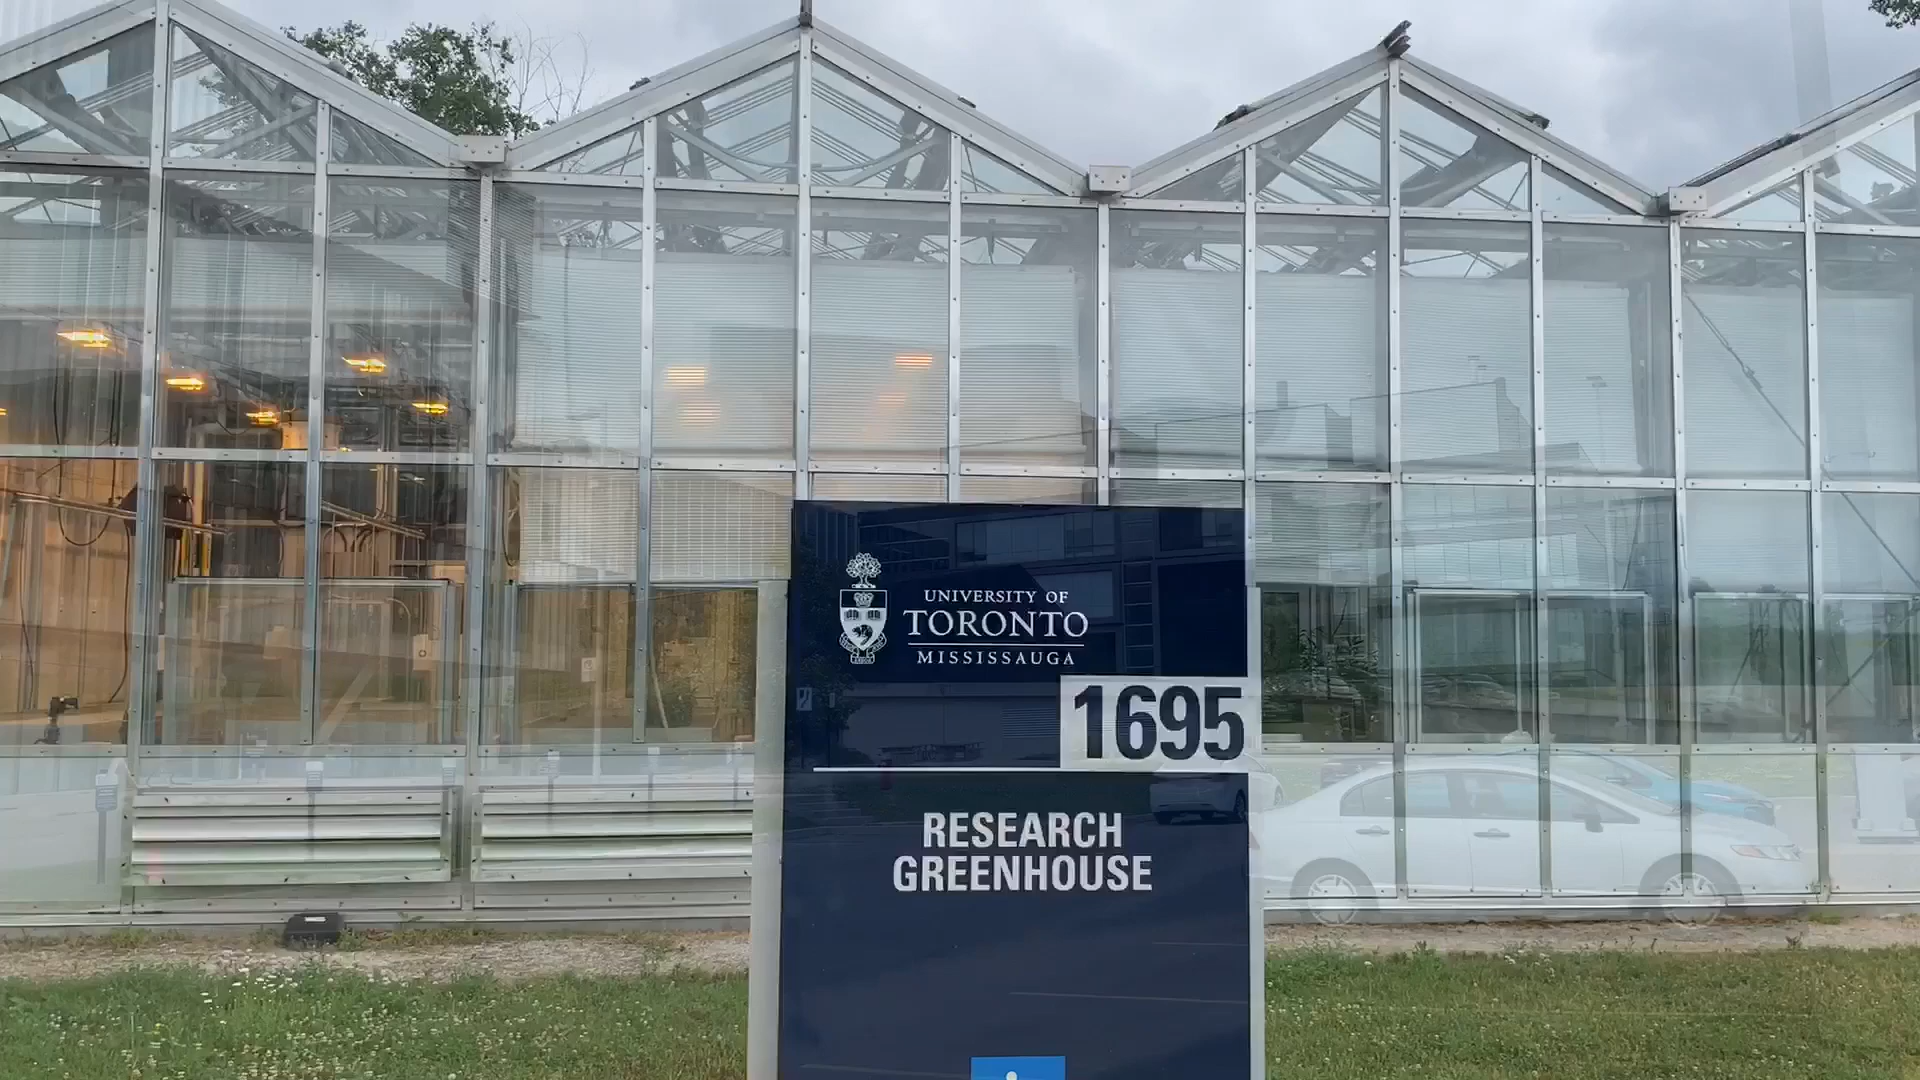 UNIVERSITY OF
TORONTO
MISSISSAUGA
1695
RESEARCH
GREENHOUSE